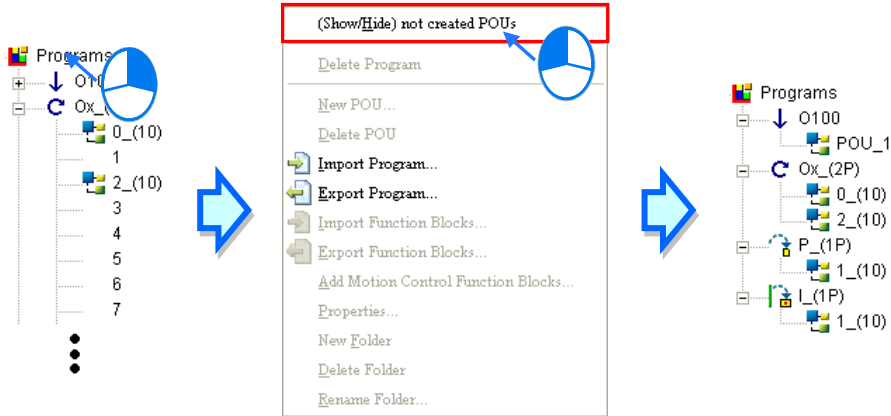 Programs
O10
Ox_(
0_(10)
1
2_(10)
3
4
5
6
7
(Show/Hide) not created POUs
Delete Program
New POU...
Delete POU
Import Program...
Export Program...
Import Function Blocks...
Export Function Blocks...
Add Motion Control Function Blocks...
Properties...
New Folder
Delete Folder
Rename Folder...
Programs
O100
POU_1
Ox_(2P)
0_(10)
2_(10)
P_(1P)
1_(10)
I_(1P)
1_(10)